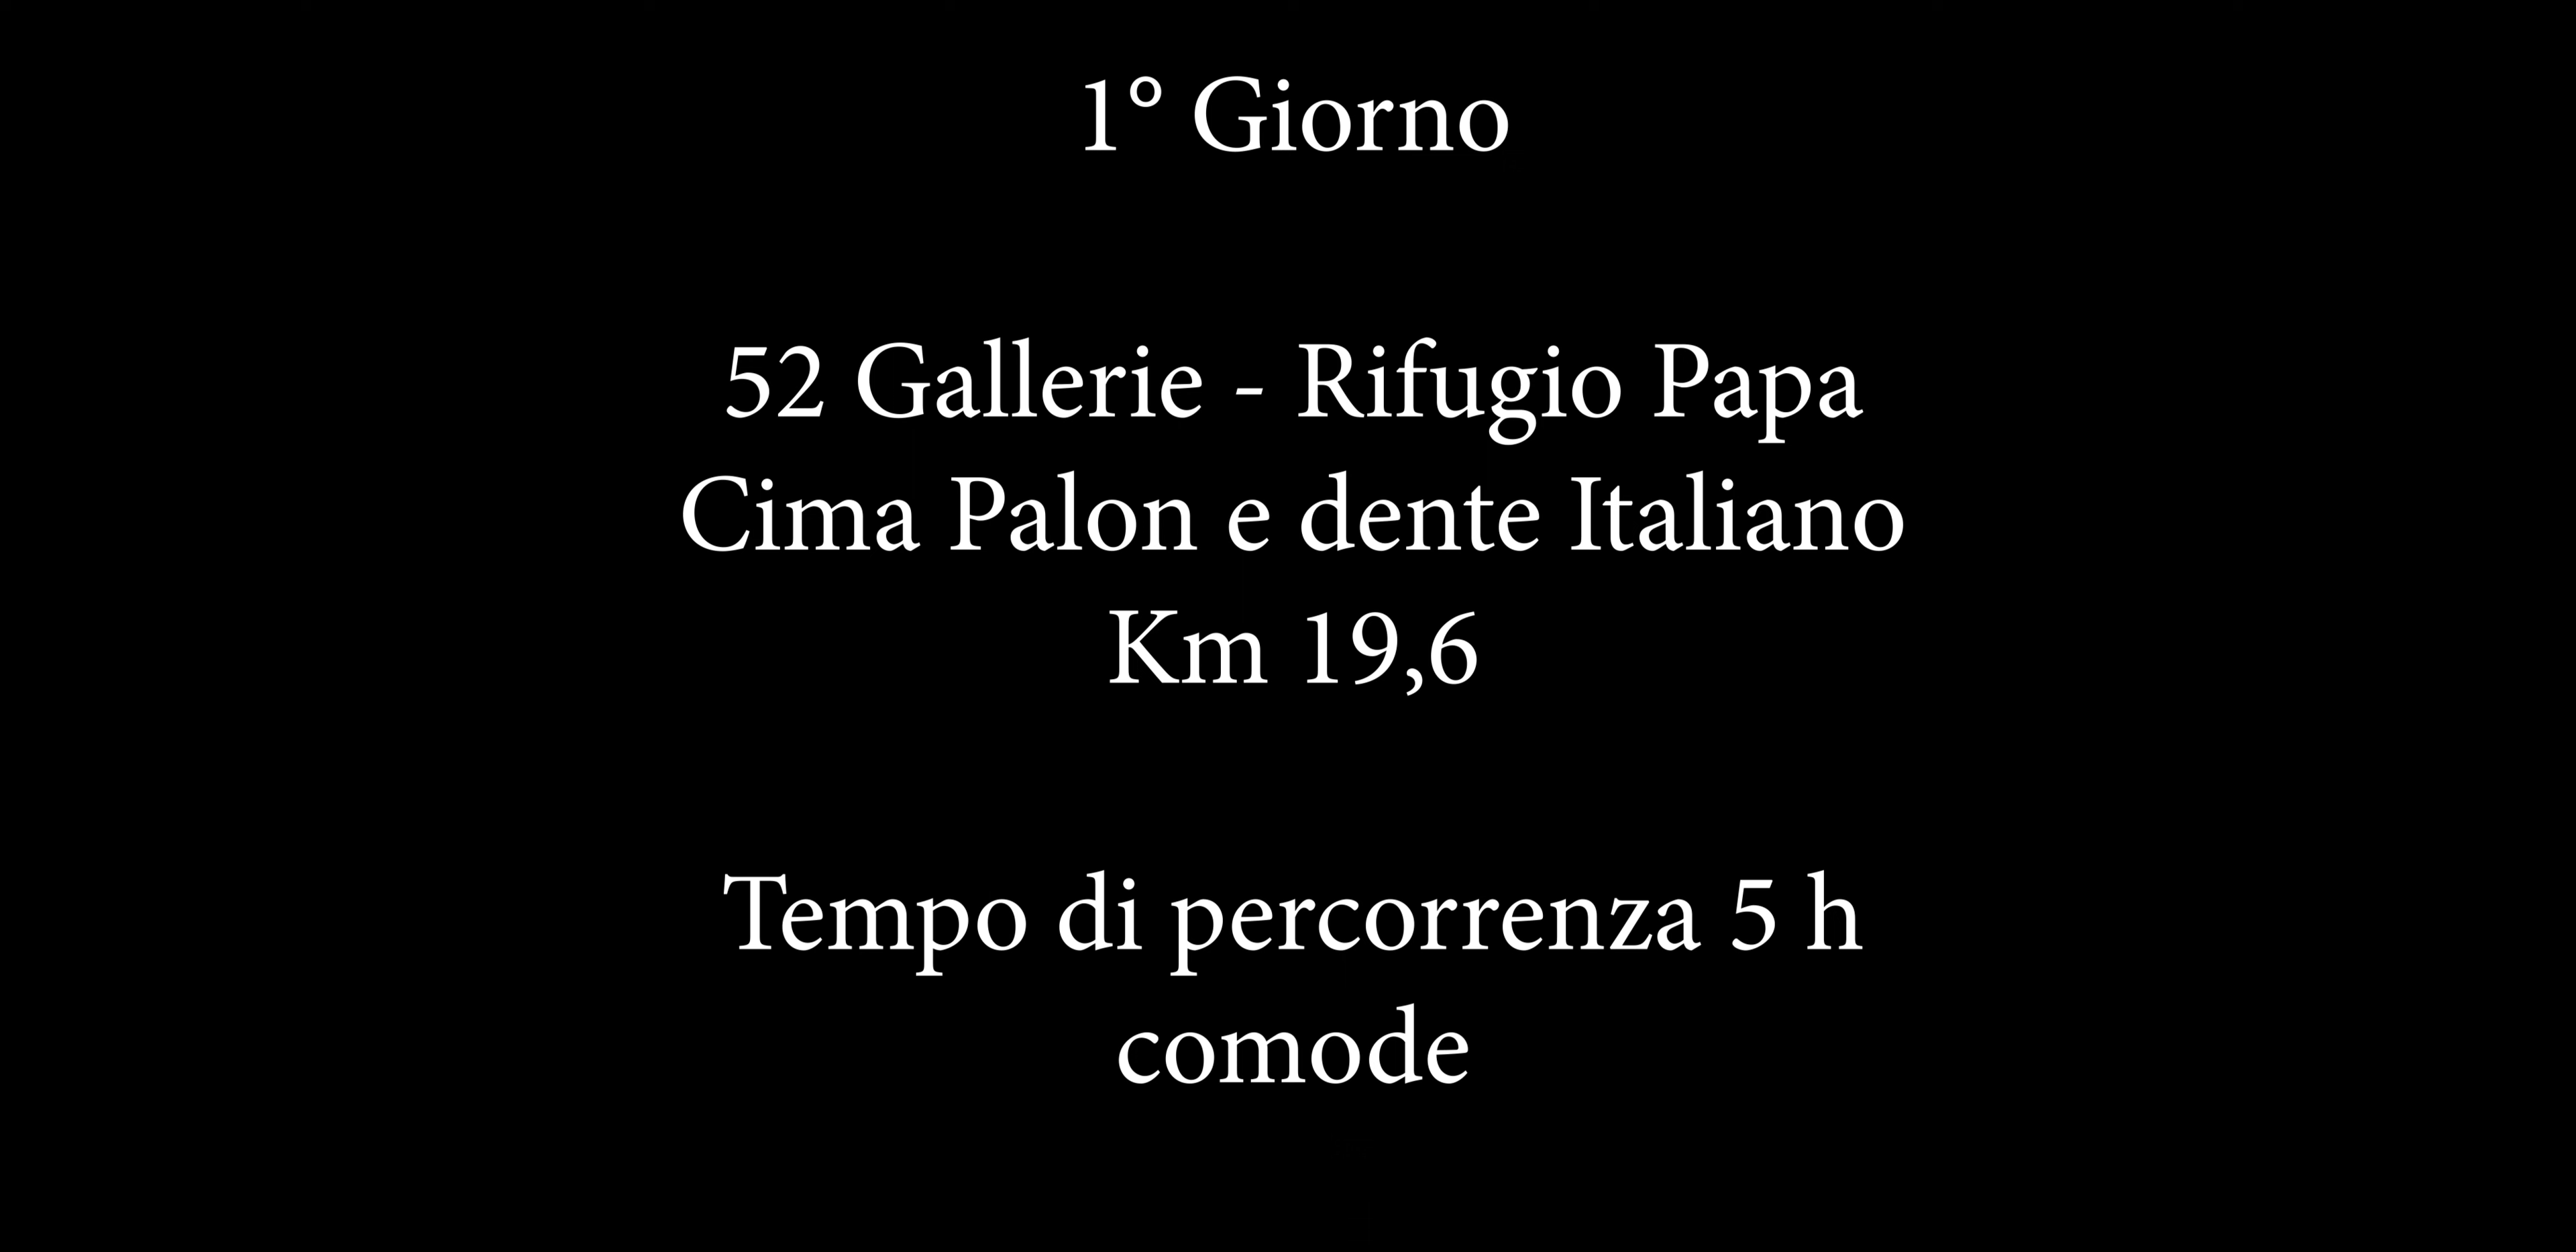 1° Giorno
52 Gallerie - Rifugio Papa
Cima Palon e dente Italiano
Km 19,6
Tempo di percorrenza 5 h
comode